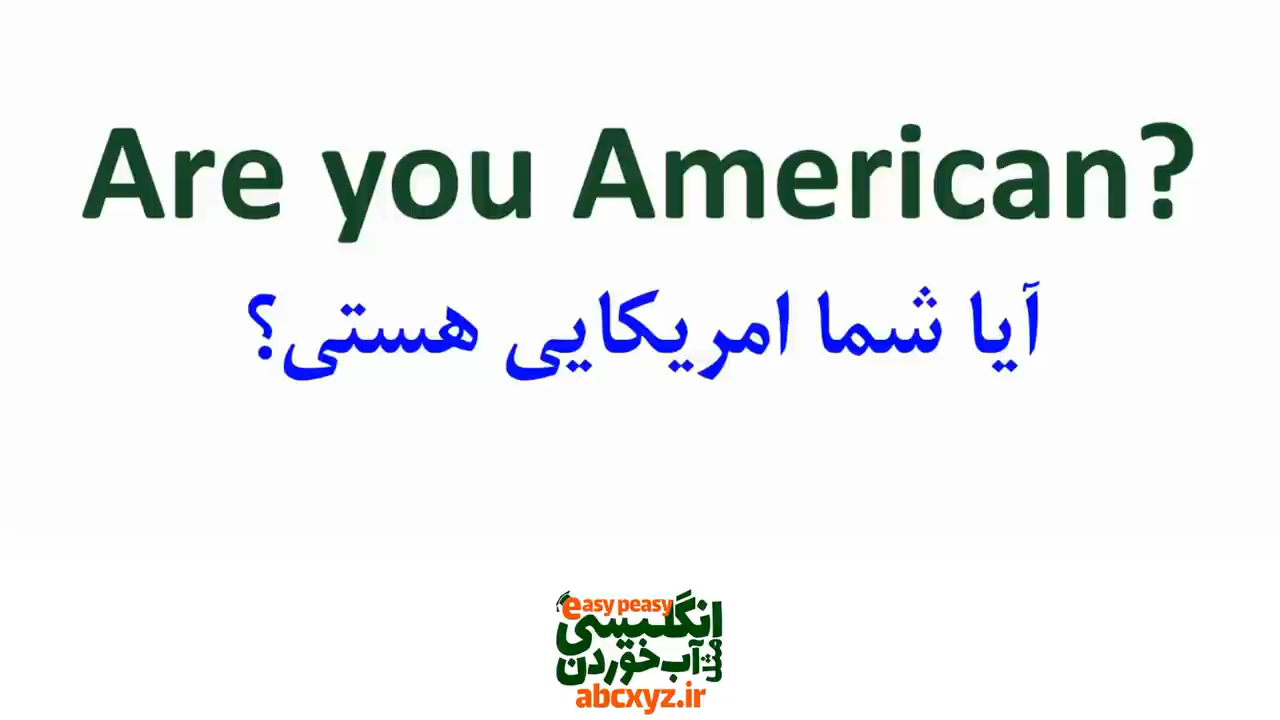 Are you American?
آیا شما امریکایی هستی؟
easy peasy
انگلیسی
مثل آب خوردن
abcxyz.ir